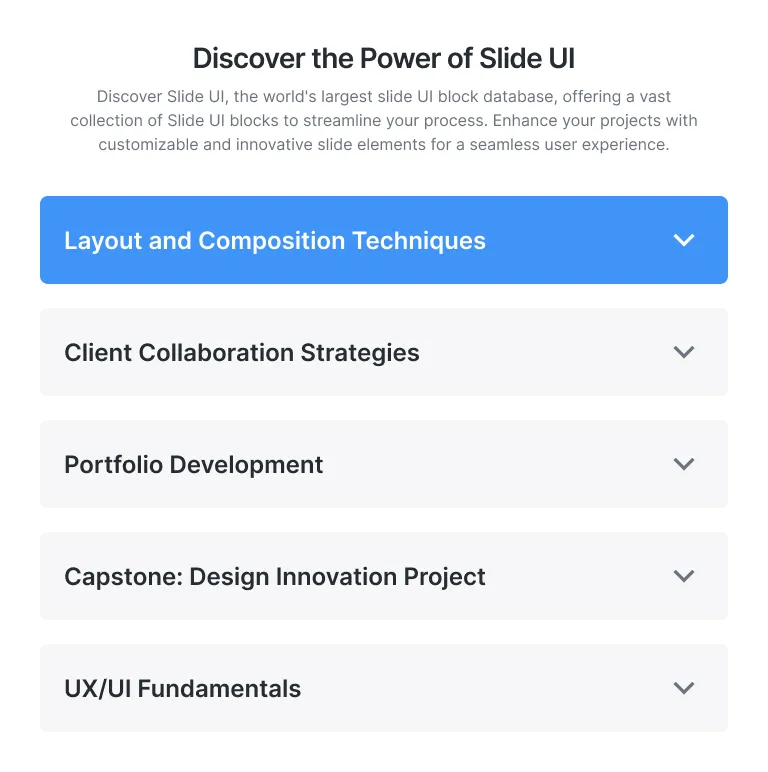 Discover the Power of Slide UI
Discover Slide UI, the world's largest slide UI block database, offering a vast
collection of Slide UI blocks to streamline your process. Enhance your projects with
customizable and innovative slide elements for a seamless user experience.
Layout and Composition Techniques
Client Collaboration Strategies
Portfolio Development
Capstone: Design Innovation Project
UX/UI Fundamentals